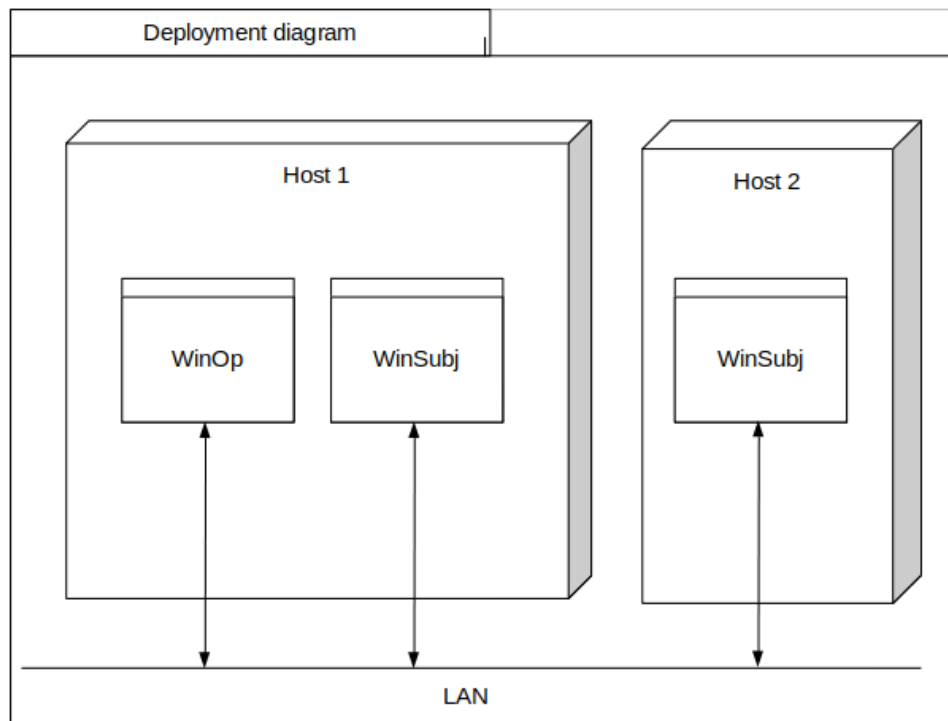 Deployment diagram
Host 1
Host 2
WinOp
WinSubj
WinSubj
LAN